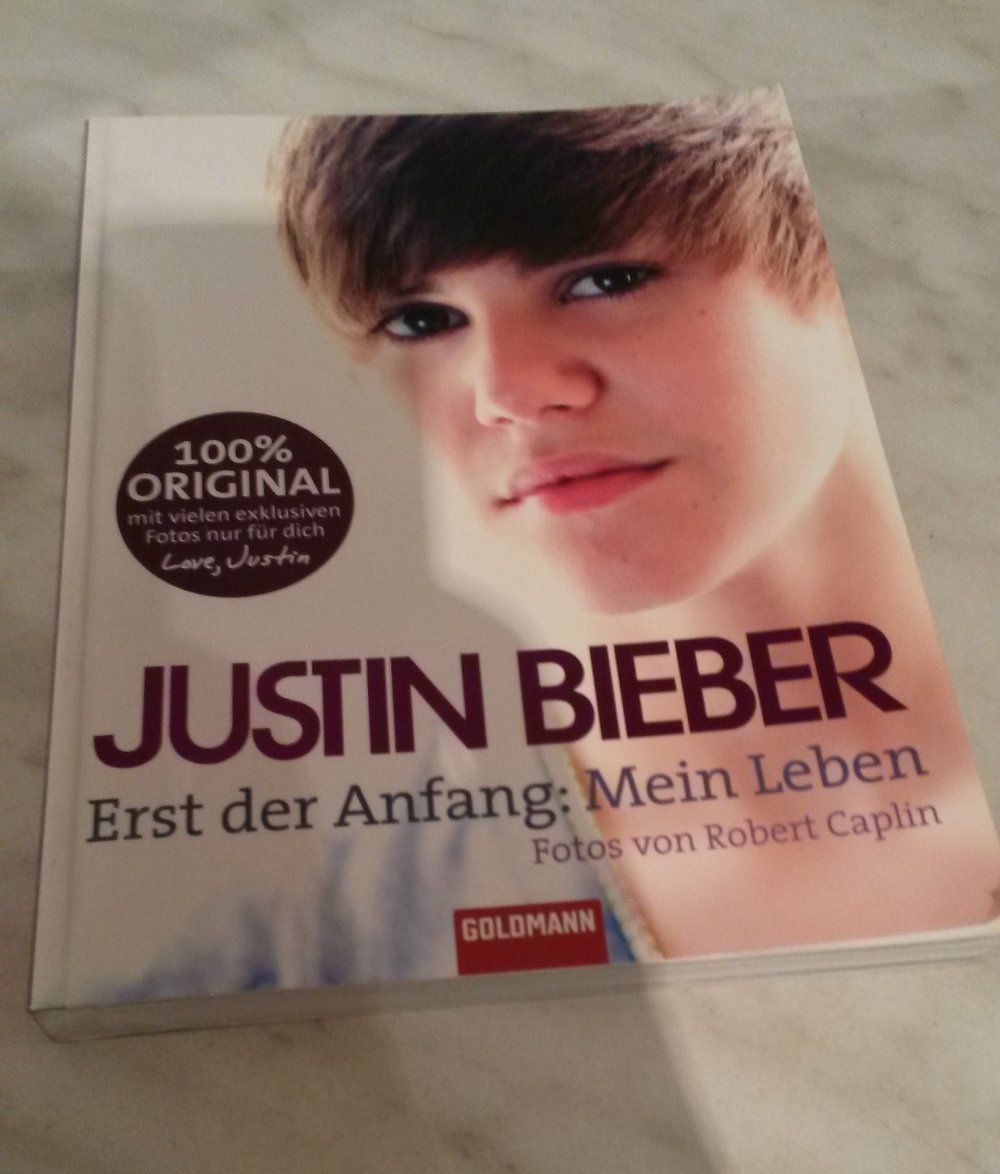 100%
ORIGINAL
mit vielen exklusiven
Fotos nur für dich
Love, Justin
JUSTIN BIEBER
Erst der Anfang: Mein Leben
Fotos von Robert Caplin
GOLDMANN